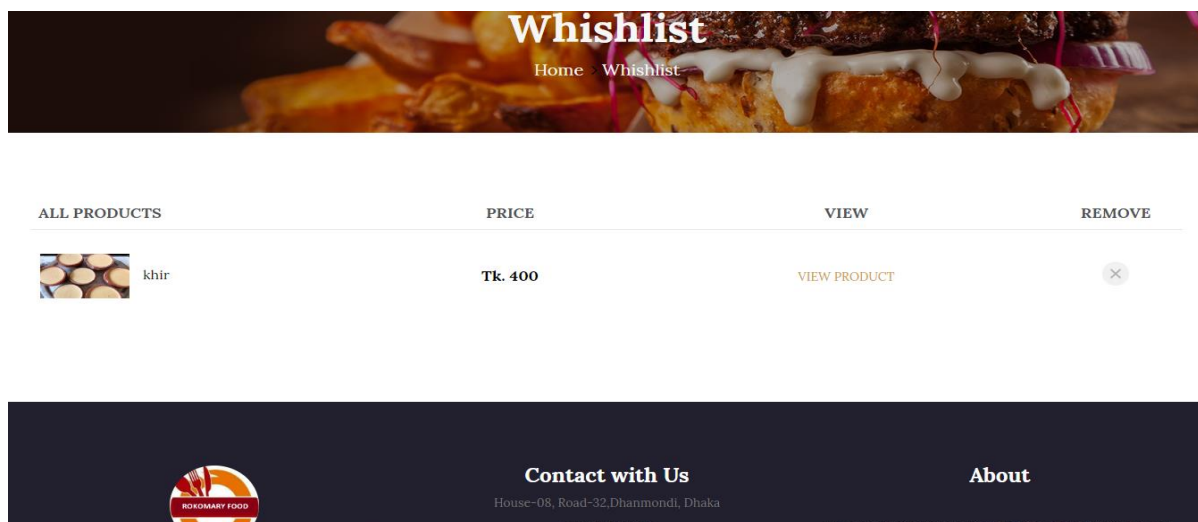 Whishlist
Home › Whishlist
ALL PRODUCTS PRICE VIEW REMOVE
khir Tk. 400 VIEW PRODUCT ×
ROKOMARY FOOD
Contact with Us
House-08, Road-32,Dhanmondi, Dhaka
About